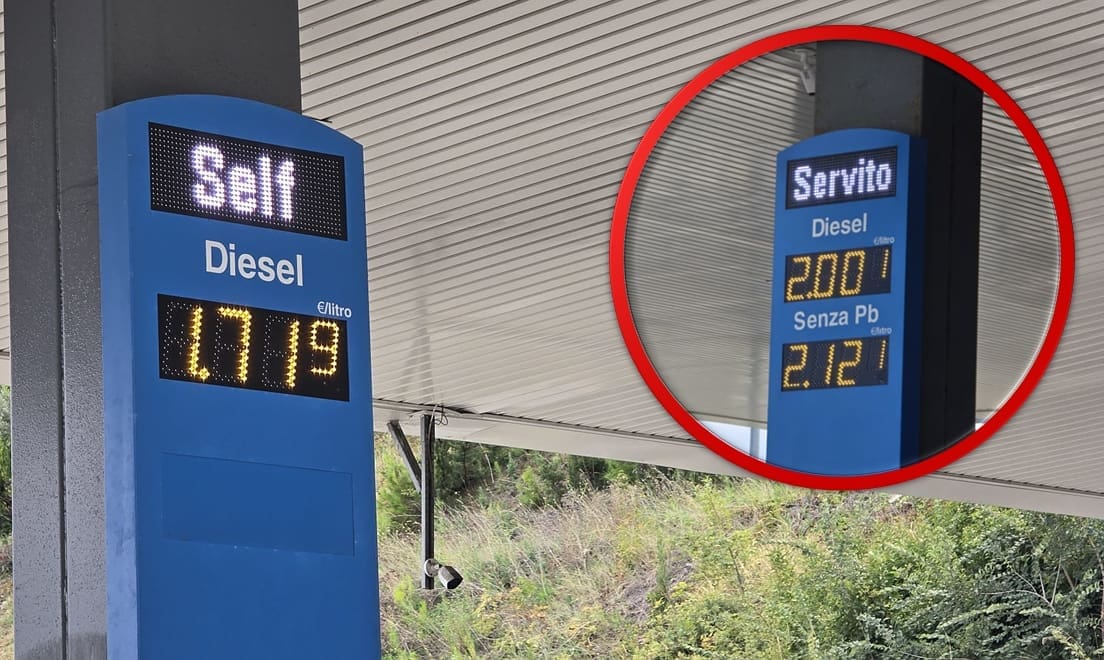 Self
Diesel
€/litro
1.719
Servito
Diesel
€/litro
2.001
Senza Pb
€/litro
2.121